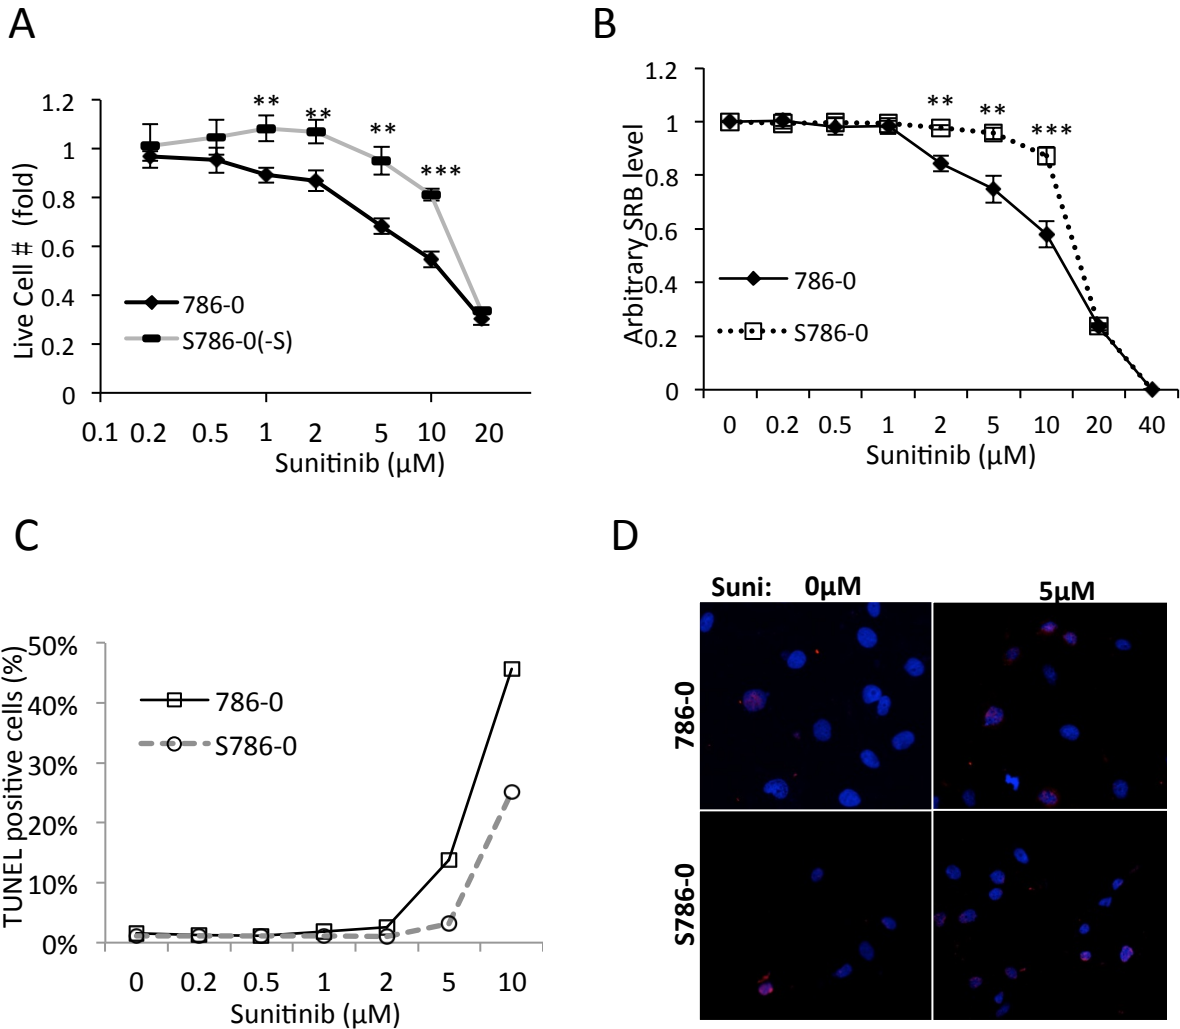 A
1.2
1
0.8
0.6
0.4
0.2
0
Live Cell # (fold)
**
**
**
***
786-0
S786-0(-S)
0.1 0.2 0.5 1 2 5 10 20
Sunitinib (µM)
B
1.2
1
0.8
0.6
0.4
0.2
0
Arbitrary SRB level
**
**
***
786-0
S786-0
0 0.2 0.5 1 2 5 10 20 40
Sunitinib (µM)
C
50%
40%
30%
20%
10%
0%
TUNEL positive cells (%)
786-0
S786-0
0 0.2 0.5 1 2 5 10
Sunitinib (µM)
D
Suni: 0µM 5µM
786-0
S786-0